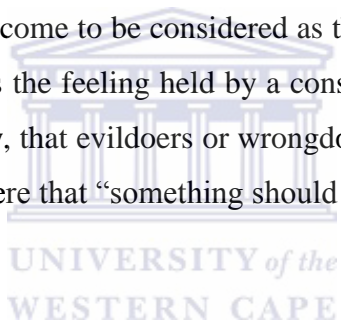 come to be considered as t
s the feeling held by a cons
, that evildoers or wrongdo
ere that “something should
UNIVERSITY of the
WESTERN CAPE